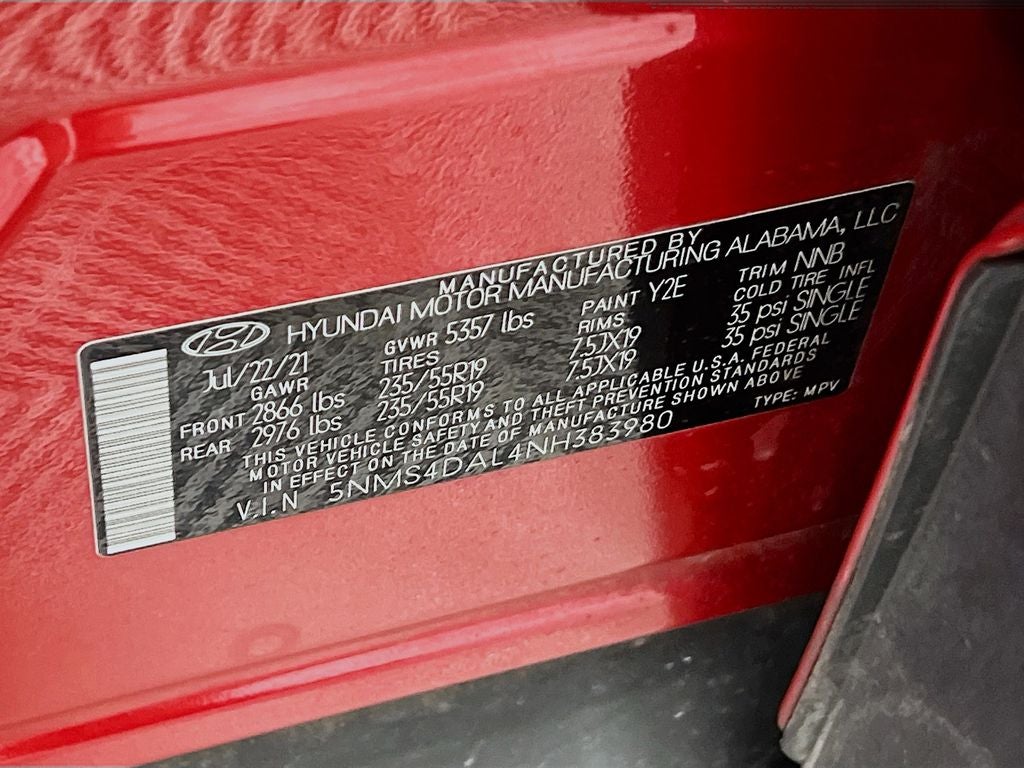 MANUFACTURED BY
HYUNDAI MOTOR MANUFACTURING ALABAMA, LLC
Jul/22/21 GVWR 5357 lbs PAINT Y2E TRIM NNB
GAWR TIRES RIMS COLD TIRE INFL
FRONT 2866 lbs 235/55R19 7.5JX19 35 psi SINGLE
REAR 2976 lbs 235/55R19 7.5JX19 35 psi SINGLE
THIS VEHICLE CONFORMS TO ALL APPLICABLE U.S.A. FEDERAL
MOTOR VEHICLE SAFETY AND THEFT PREVENTION STANDARDS
IN EFFECT ON THE DATE OF MANUFACTURE SHOWN ABOVE
V.I.N 5NMS4DAL4NH383980 TYPE: MPV